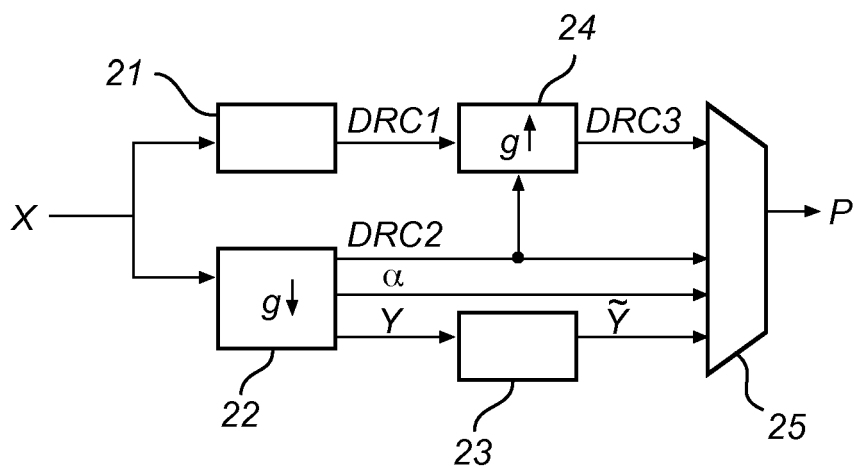 24
21
DRC1
DRC3
g↑
X
DRC2
P
α
g↓
Y
Ỹ
22
23
25